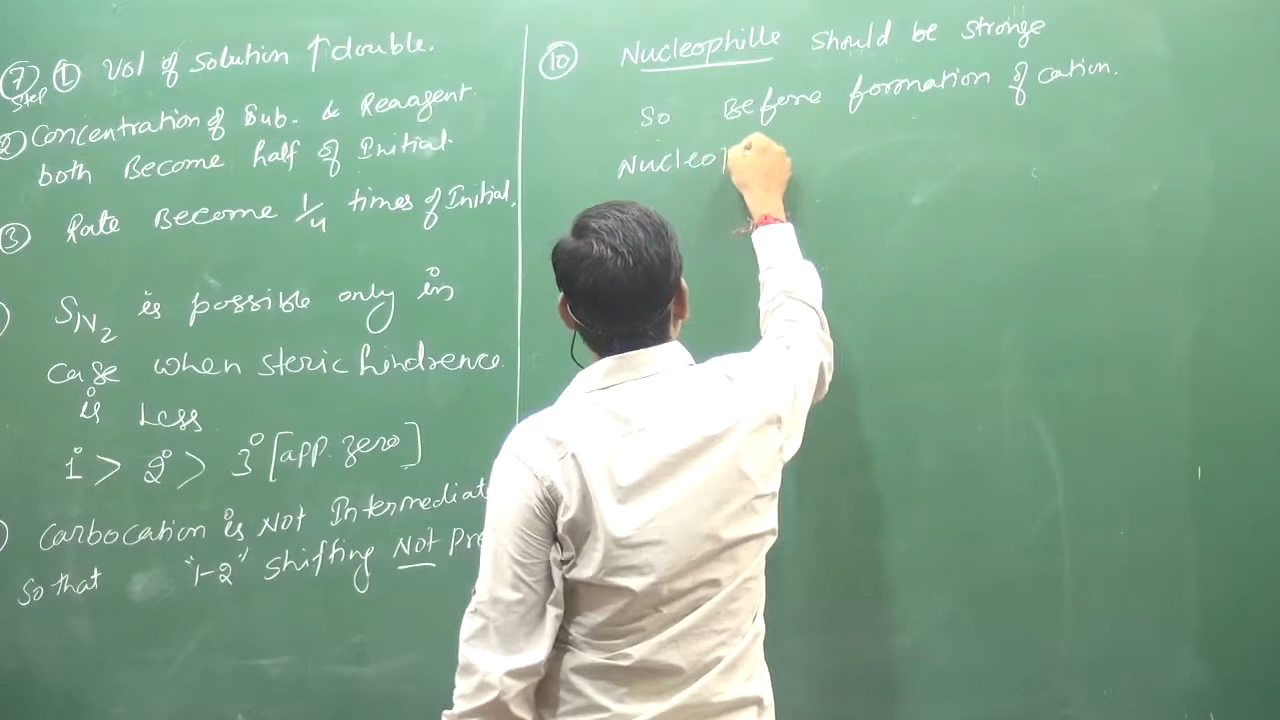 ⑦ ① Vol of solution ↑ double.
Step
② Concentration of Sub. & Reaagent.
both Become half of Initial.
③ Rate Become 1/4 times of Initial.
SN2 is possible only in
case when steric hindrence
is Less
1° > 2° > 3° [app. zero]
Carbocation is NOT Intermediat
so that "1-2" shifting NOT Pre
⑩ Nucleophille should be stronge
So Before formation of cation.
Nucleo